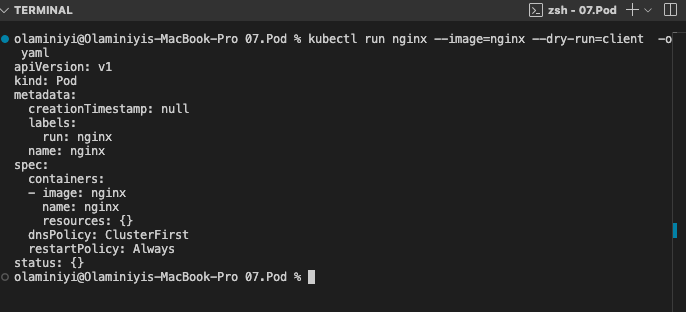 TERMINAL
zsh - 07.Pod
olaminiyi@Olaminiyis-MacBook-Pro 07.Pod % kubectl run nginx --image=nginx --dry-run=client  -o
 yaml
apiVersion: v1
kind: Pod
metadata:
  creationTimestamp: null
  labels:
    run: nginx
  name: nginx
spec:
  containers:
  - image: nginx
    name: nginx
    resources: {}
  dnsPolicy: ClusterFirst
  restartPolicy: Always
status: {}
olaminiyi@Olaminiyis-MacBook-Pro 07.Pod %